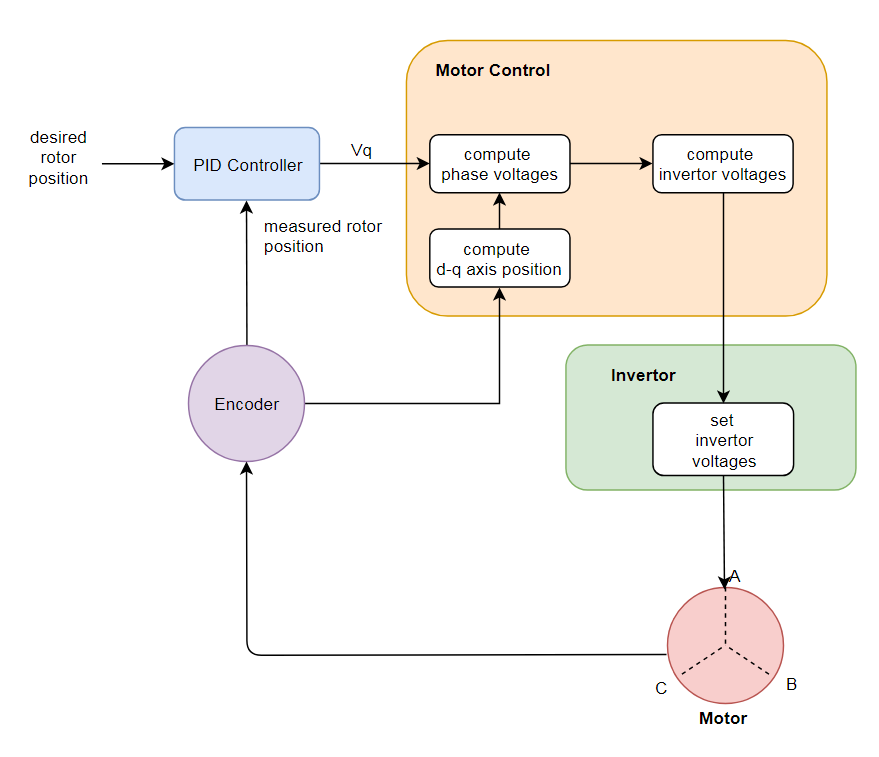 Motor Control
desired
rotor
position
PID Controller
Vq
compute
phase voltages
compute
invertor voltages
measured rotor
position
compute
d-q axis position
Encoder
Invertor
set
invertor
voltages
A
B
C
Motor